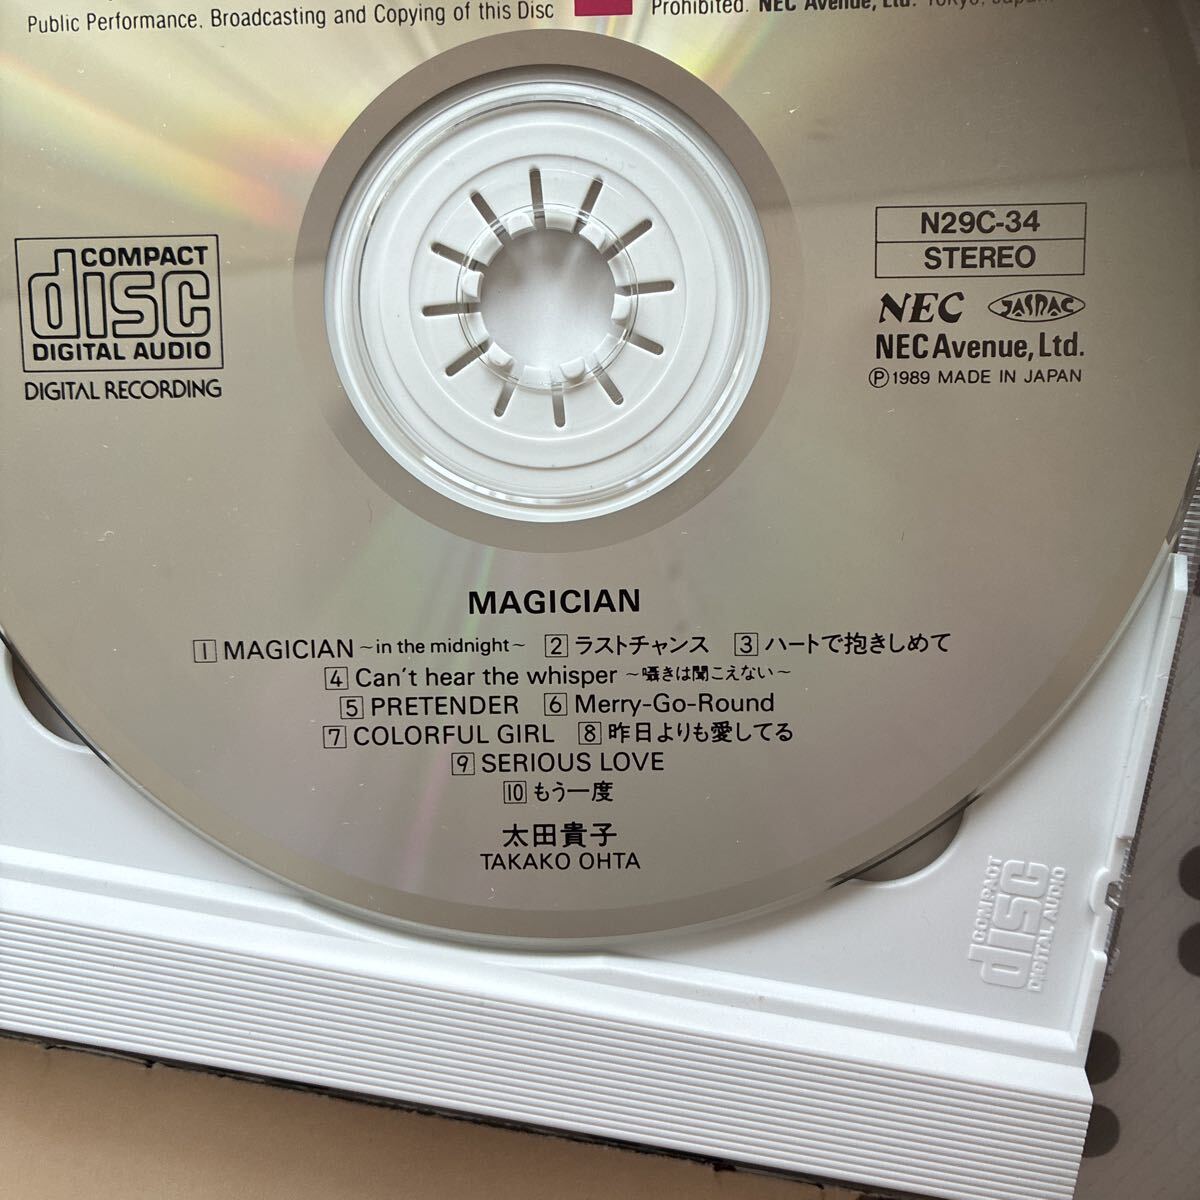 Public Performance. Broadcasting and Copying of this Disc
Prohibited. NEC Avenue, Ltd. Tokyo, Japan
COMPACT
disc
DIGITAL AUDIO
DIGITAL RECORDING
N29C-34
STEREO
NEC JASRAC
NEC Avenue, Ltd.
Ⓟ1989 MADE IN JAPAN
MAGICIAN
1 MAGICIAN ~in the midnight~ 2 ラストチャンス 3 ハートで抱きしめて
4 Can't hear the whisper ~囁きは聞こえない~
5 PRETENDER 6 Merry-Go-Round
7 COLORFUL GIRL 8 昨日よりも愛してる
9 SERIOUS LOVE
10 もう一度
太田貴子
TAKAKO OHTA
COMPACT
disc
DIGITAL AUDIO